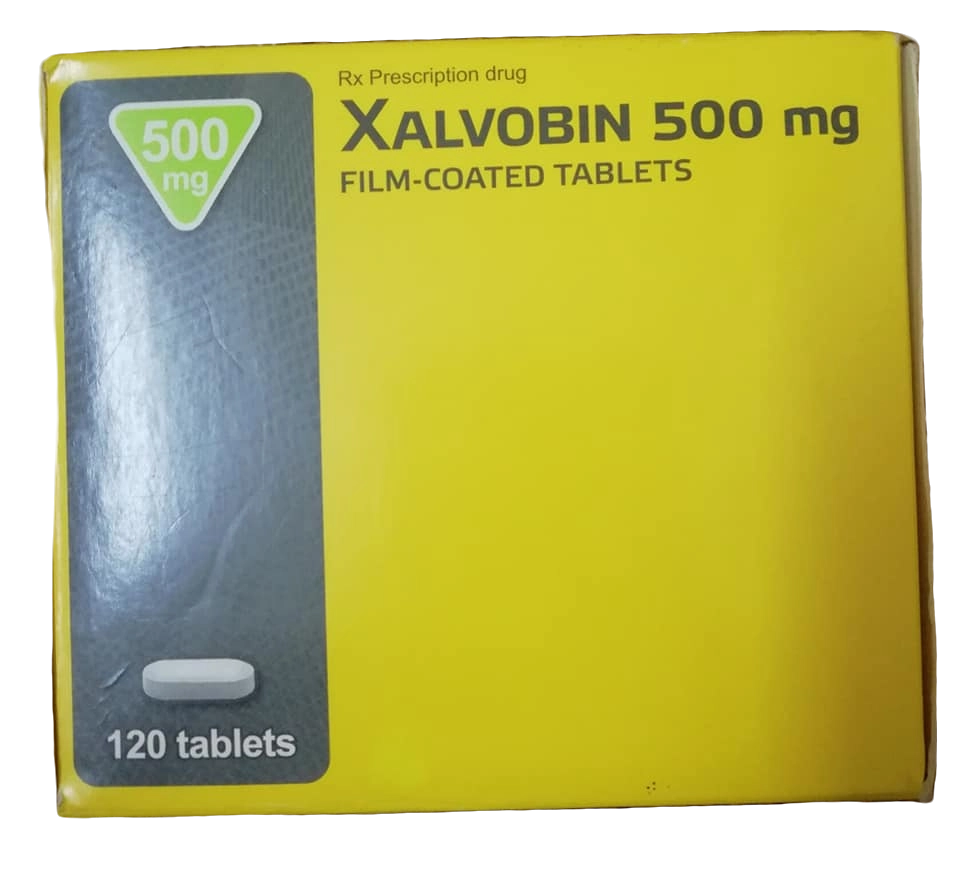 500
mg
Rx Prescription drug
XALVOBIN 500 mg
FILM-COATED TABLETS
120 tablets